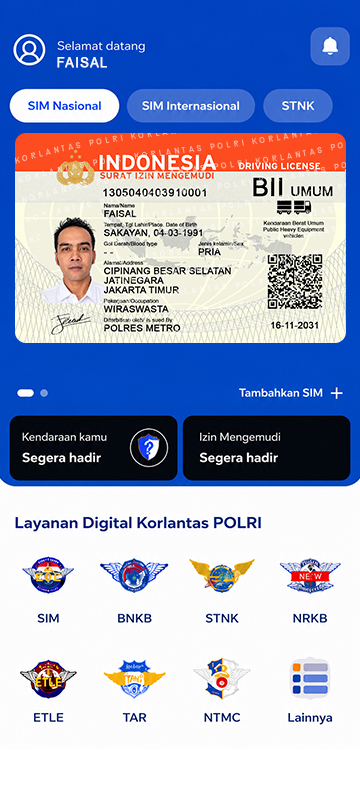 Selamat datang
FAISAL
SIM Nasional
SIM Internasional
STNK
KORLANTAS POLRI KORLANTAS POLRI KORLANTAS
INDONESIA
SURAT IZIN MENGEMUDI
DRIVING LICENSE
1305040403910001
BII UMUM
Nama/Name
FAISAL
Kendaraan Berat Umum
Public Heavy Equipment
vehicles
Tempat, Tgl Lahir/Place, Date of Birth
SAKAYAN, 04-03-1991
Gol Darah/Blood type
Jenis kelamin/Sex
- -
PRIA
Alamat/Address
CIPINANG BESAR SELATAN
JATINEGARA
JAKARTA TIMUR
Pekerjaan/Occupation
WIRASWASTA
Diterbitkan oleh/ is sued By
POLRES METRO
16-11-2031
Tambahkan SIM +
Kendaraan kamu
Segera hadir
Izin Mengemudi
Segera hadir
Layanan Digital Korlantas POLRI
NEW
SIM
BNKB
STNK
NRKB
ETLE
ETLE
TAR
NTMC
Lainnya